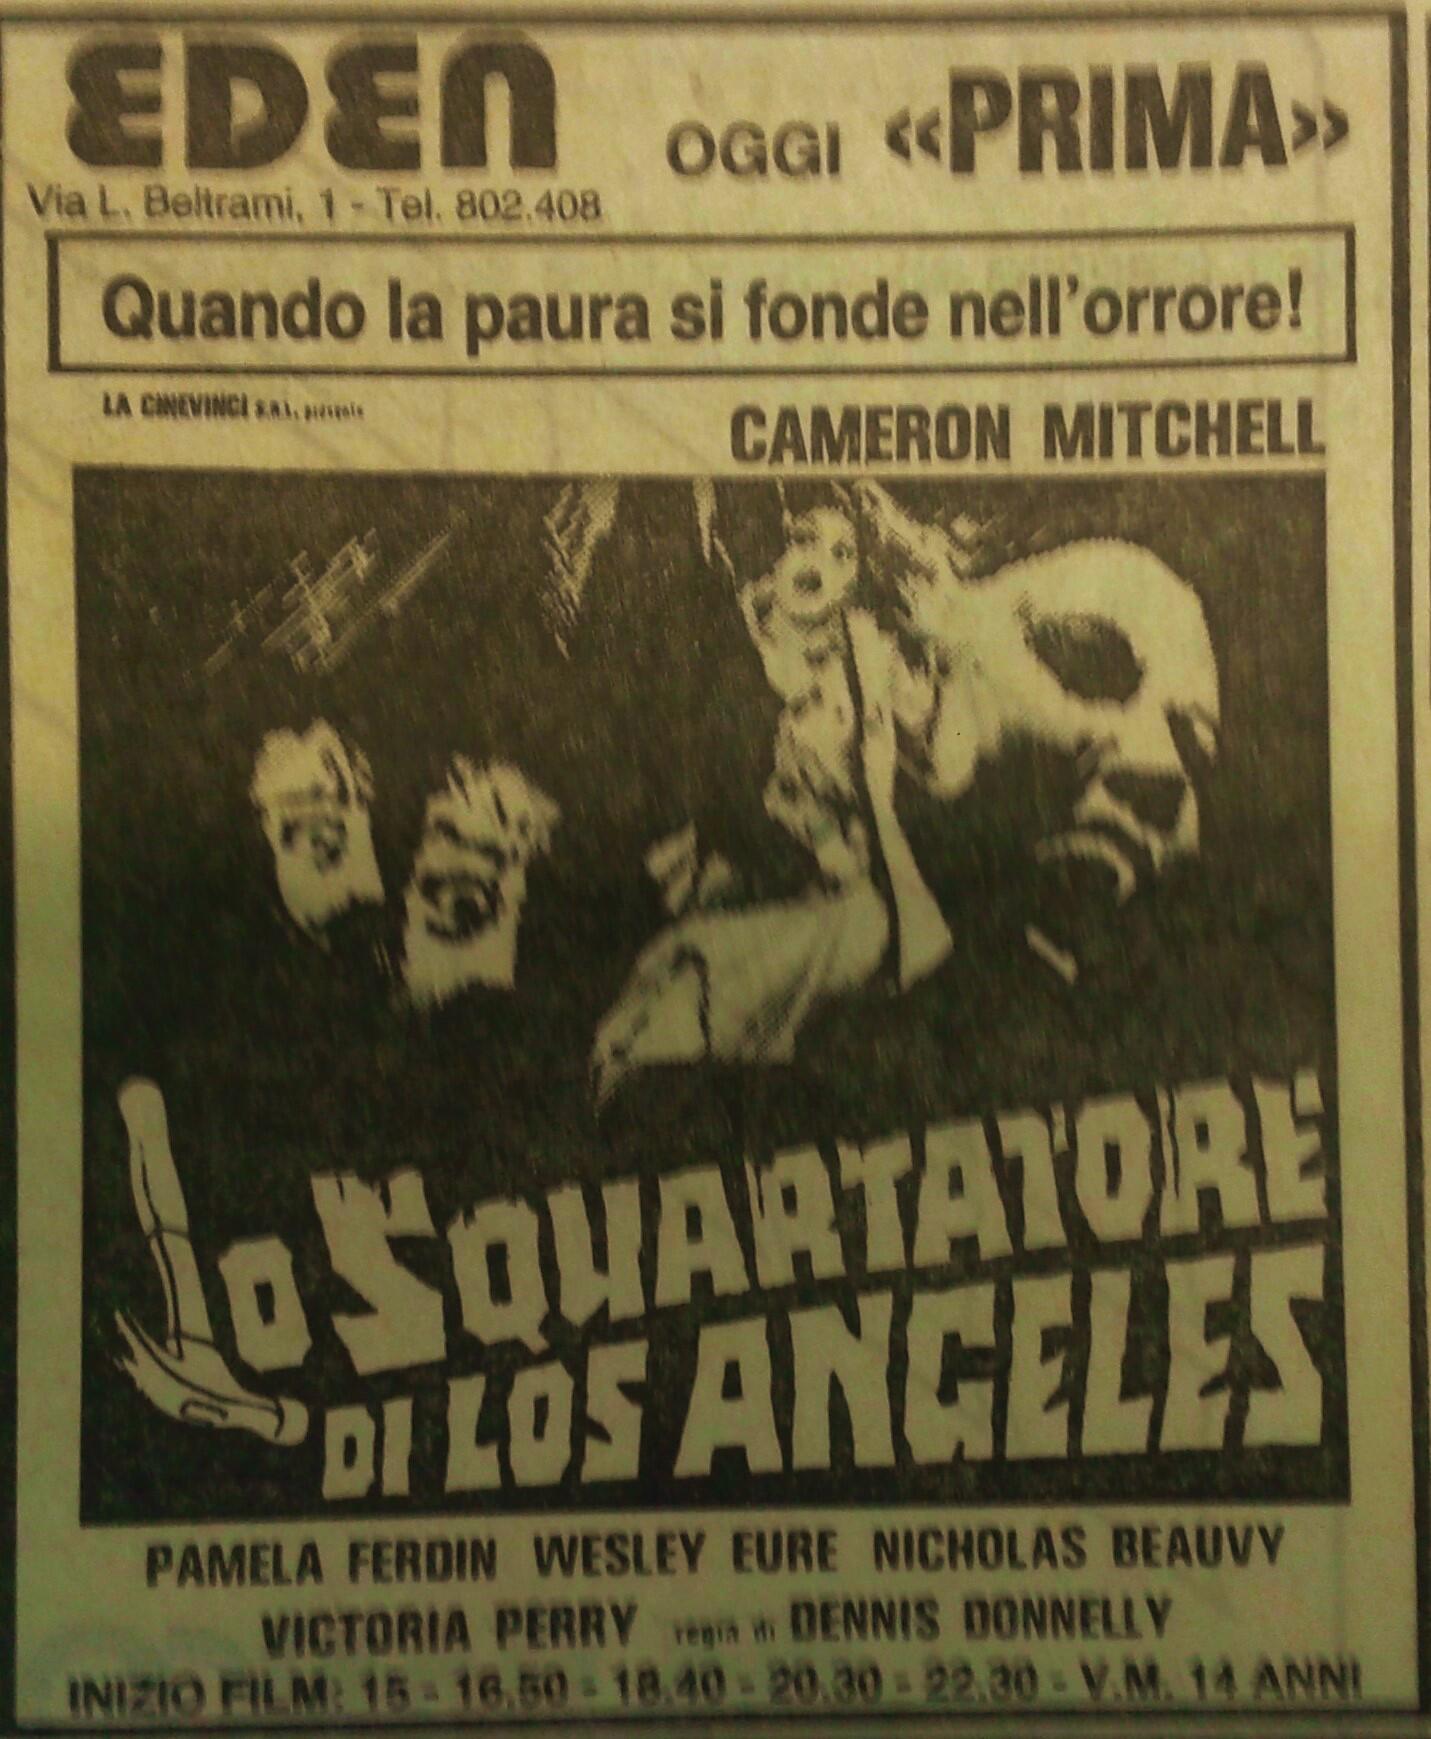 EDEN OGGI «PRIMA»
Via L. Beltrami, 1 - Tel. 802.408
Quando la paura si fonde nell'orrore!
LA CINEVINCI S.R.L. presenta
CAMERON MITCHELL
LO SQUARTATORE
DI LOS ANGELES
PAMELA FERDIN WESLEY EURE NICHOLAS BEAUVY
VICTORIA PERRY regia di DENNIS DONNELLY
INIZIO FILM: 15 - 16.50 - 18.40 - 20.30 - 22.30 - V.M. 14 ANNI